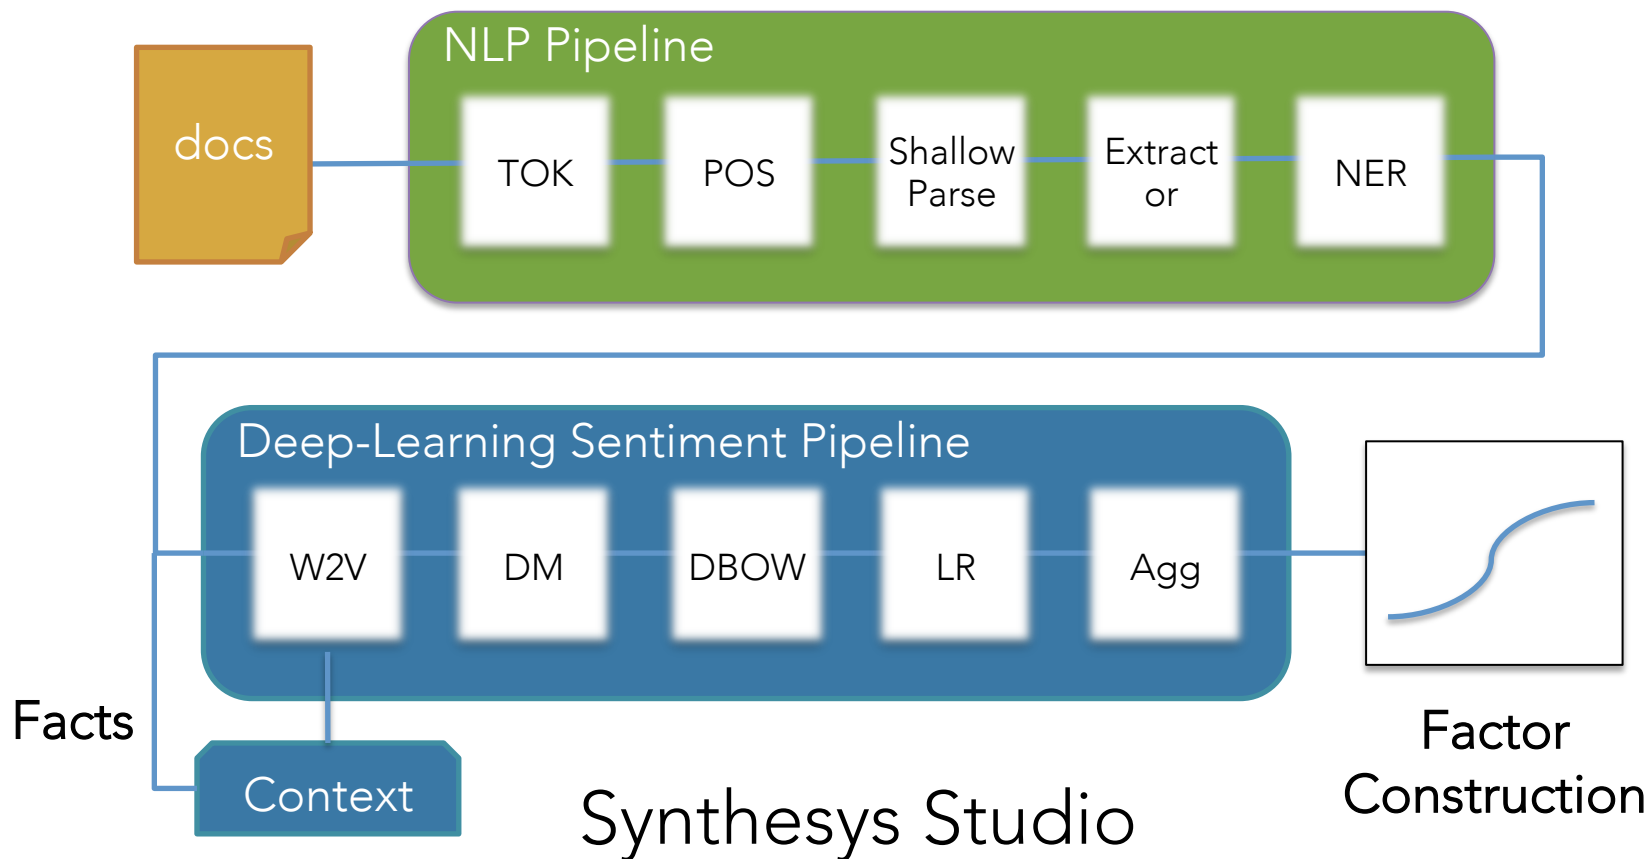 NLP Pipeline
docs
TOK
POS
Shallow
Parse
Extract
or
NER
Deep-Learning Sentiment Pipeline
W2V
DM
DBOW
LR
Agg
Facts
Context
Factor
Construction
Synthesys Studio